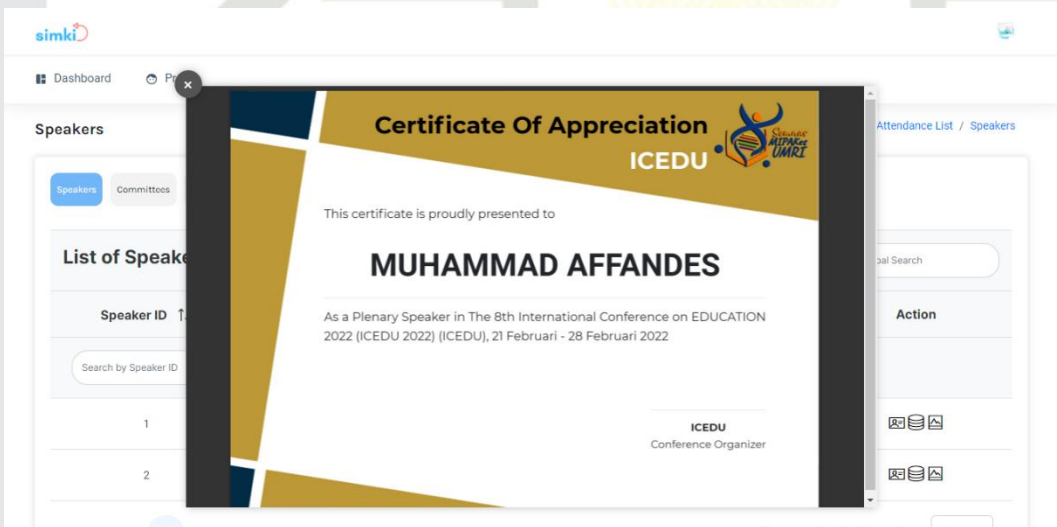 simki
Dashboard
Speakers
Attendance List / Speakers
Speakers Committees
List of Speake
Search
Speaker ID
Action
Search by Speaker ID
1
2
×
Certificate Of Appreciation
ICEDU
Seminar
MIPAKes
UMRI
This certificate is proudly presented to
MUHAMMAD AFFANDES
As a Plenary Speaker in The 8th International Conference on EDUCATION
2022 (ICEDU 2022) (ICEDU), 21 Februari - 28 Februari 2022
ICEDU
Conference Organizer